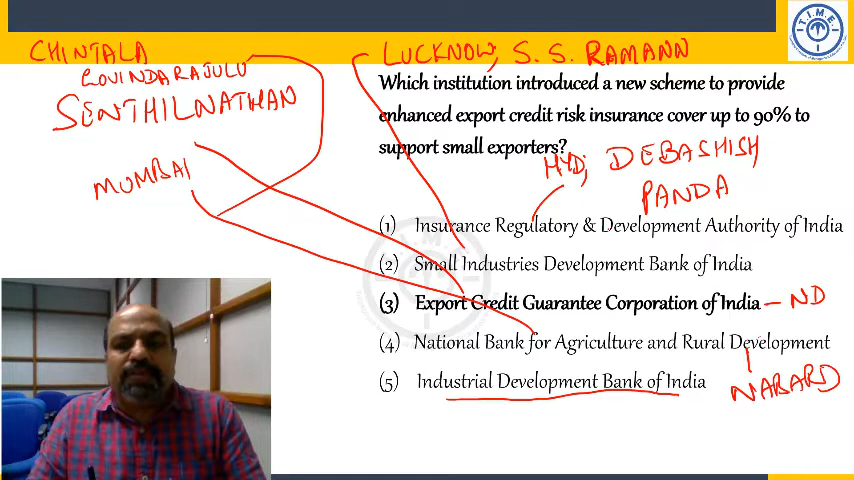 CHINTALA
GOVINDARAJULU
SENTHILNATHAN
MUMBAI
LUCKNOW, S. S. RAMANN
Which institution introduced a new scheme to provide
enhanced export credit risk insurance cover up to 90% to
support small exporters?
HYD, DEBASHISH
PANDA
(1) Insurance Regulatory & Development Authority of India
(2) Small Industries Development Bank of India
(3) Export Credit Guarantee Corporation of India - ND
(4) National Bank for Agriculture and Rural Development
NABARD
(5) Industrial Development Bank of India
T.I.M.E.